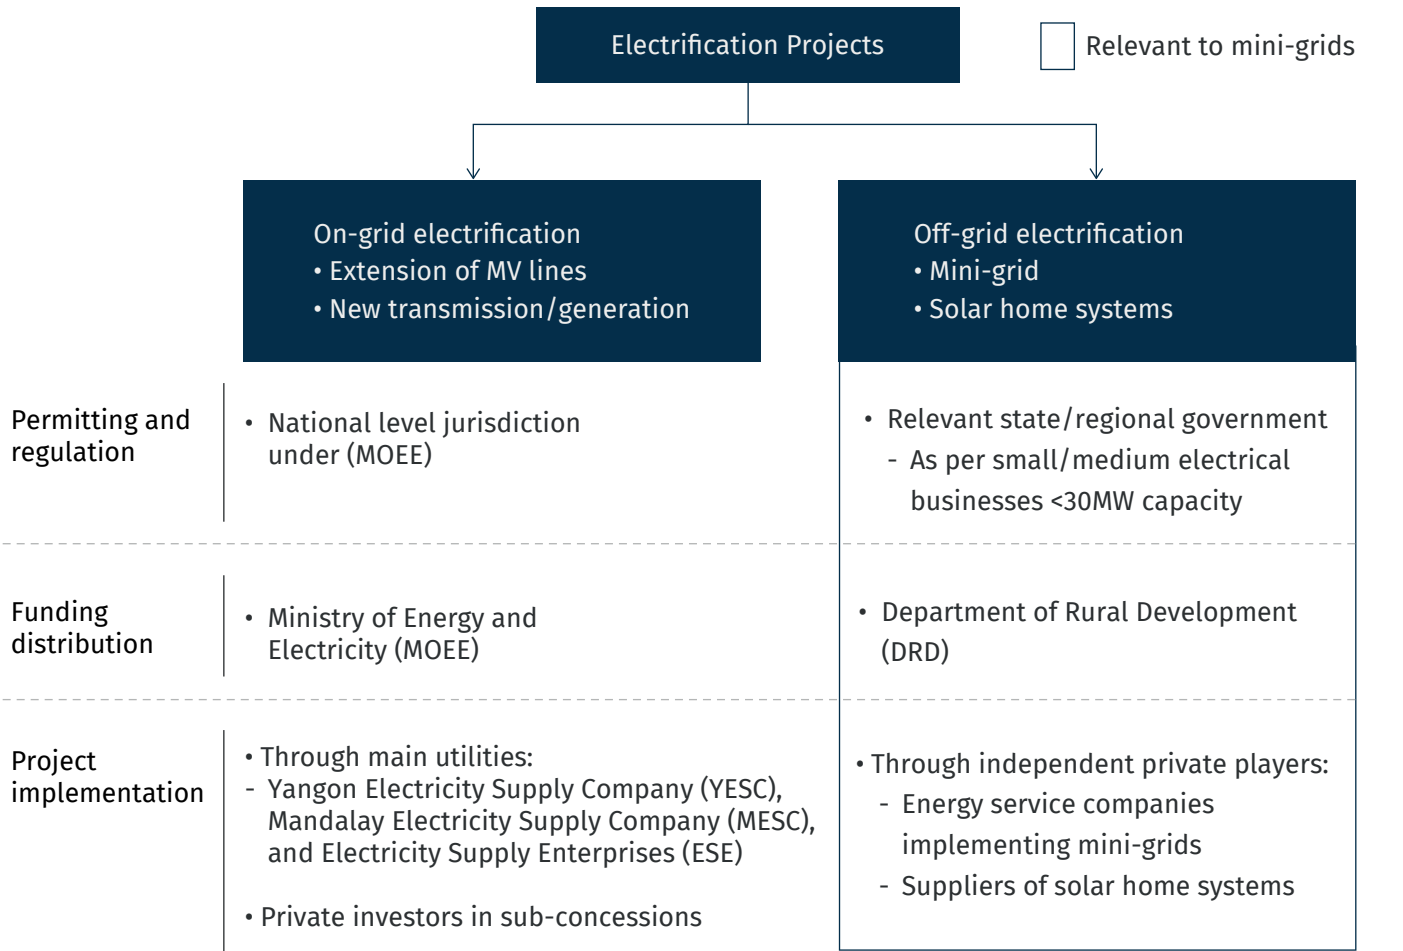 Electrification Projects
Relevant to mini-grids
On-grid electrification
• Extension of MV lines
• New transmission/generation
Off-grid electrification
• Mini-grid
• Solar home systems
Permitting and
regulation
• National level jurisdiction
under (MOEE)
• Relevant state/regional government
- As per small/medium electrical
businesses <30MW capacity
Funding
distribution
• Ministry of Energy and
Electricity (MOEE)
• Department of Rural Development
(DRD)
Project
implementation
• Through main utilities:
- Yangon Electricity Supply Company (YESC),
Mandalay Electricity Supply Company (MESC),
and Electricity Supply Enterprises (ESE)
• Private investors in sub-concessions
• Through independent private players:
- Energy service companies
implementing mini-grids
- Suppliers of solar home systems